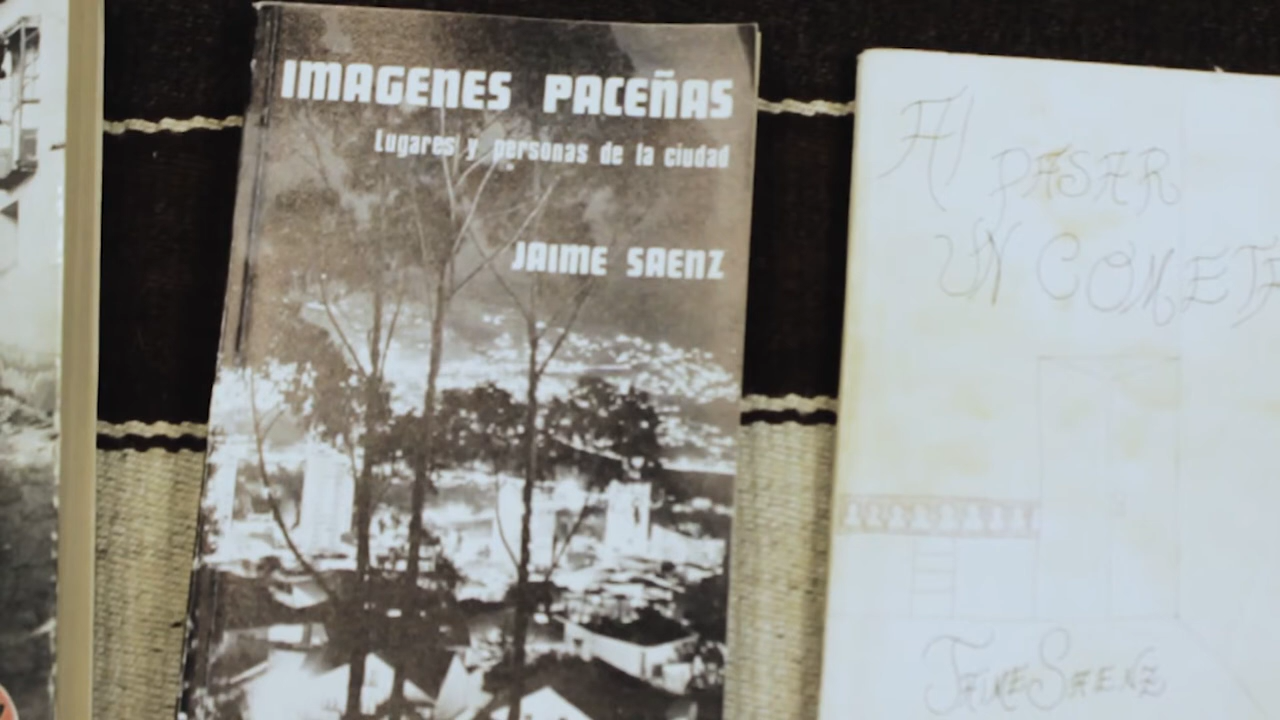 IMAGENES PACEÑAS
Lugares y personas de la ciudad
JAIME SAENZ
Al
PASAR
UN COMETA
JAIME SAENZ